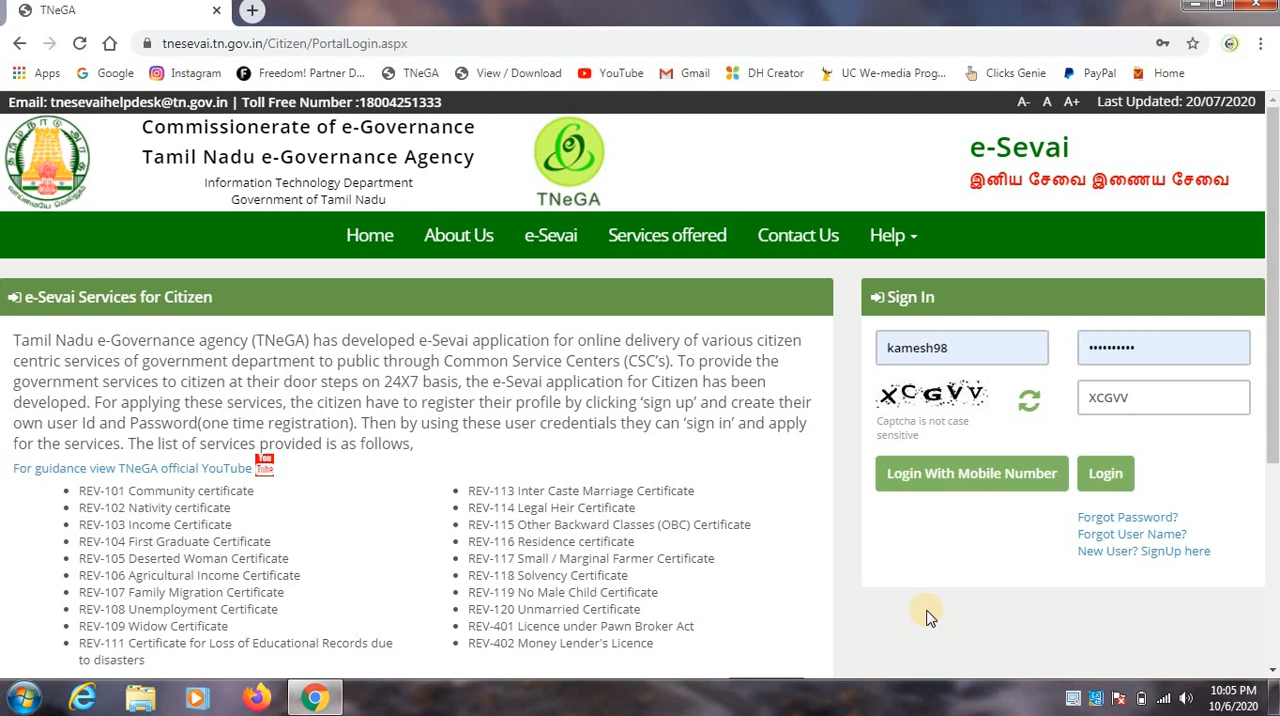 TNeGA
tnesevai.tn.gov.in/Citizen/PortalLogin.aspx
Apps Google Instagram Freedom! Partner D... TNeGA View / Download YouTube Gmail DH Creator UC We-media Prog... Clicks Genie PayPal Home
Email: tnesevaihelpdesk@tn.gov.in | Toll Free Number :18004251333 A- A A+ Last Updated: 20/07/2020
Commissionerate of e-Governance
Tamil Nadu e-Governance Agency
Information Technology Department
Government of Tamil Nadu
TNeGA
e-Sevai
இனிய சேவை இணைய சேவை
Home About Us e-Sevai Services offered Contact Us Help
e-Sevai Services for Citizen
Tamil Nadu e-Governance agency (TNeGA) has developed e-Sevai application for online delivery of various citizen
centric services of government department to public through Common Service Centers (CSC's). To provide the
government services to citizen at their door steps on 24X7 basis, the e-Sevai application for Citizen has been
developed. For applying these services, the citizen have to register their profile by clicking 'sign up' and create their
own user Id and Password(one time registration). Then by using these user credentials they can 'sign in' and apply
for the services. The list of services provided is as follows,
For guidance view TNeGA official YouTube You Tube
REV-101 Community certificate
REV-102 Nativity certificate
REV-103 Income Certificate
REV-104 First Graduate Certificate
REV-105 Deserted Woman Certificate
REV-106 Agricultural Income Certificate
REV-107 Family Migration Certificate
REV-108 Unemployment Certificate
REV-109 Widow Certificate
REV-111 Certificate for Loss of Educational Records due
to disasters
REV-113 Inter Caste Marriage Certificate
REV-114 Legal Heir Certificate
REV-115 Other Backward Classes (OBC) Certificate
REV-116 Residence certificate
REV-117 Small / Marginal Farmer Certificate
REV-118 Solvency Certificate
REV-119 No Male Child Certificate
REV-120 Unmarried Certificate
REV-401 Licence under Pawn Broker Act
REV-402 Money Lender's Licence
Sign In
kamesh98 ••••••••••
XCGVV XCGVV
Captcha is not case
sensitive
Login With Mobile Number Login
Forgot Password?
Forgot User Name?
New User? SignUp here
10:05 PM
10/6/2020